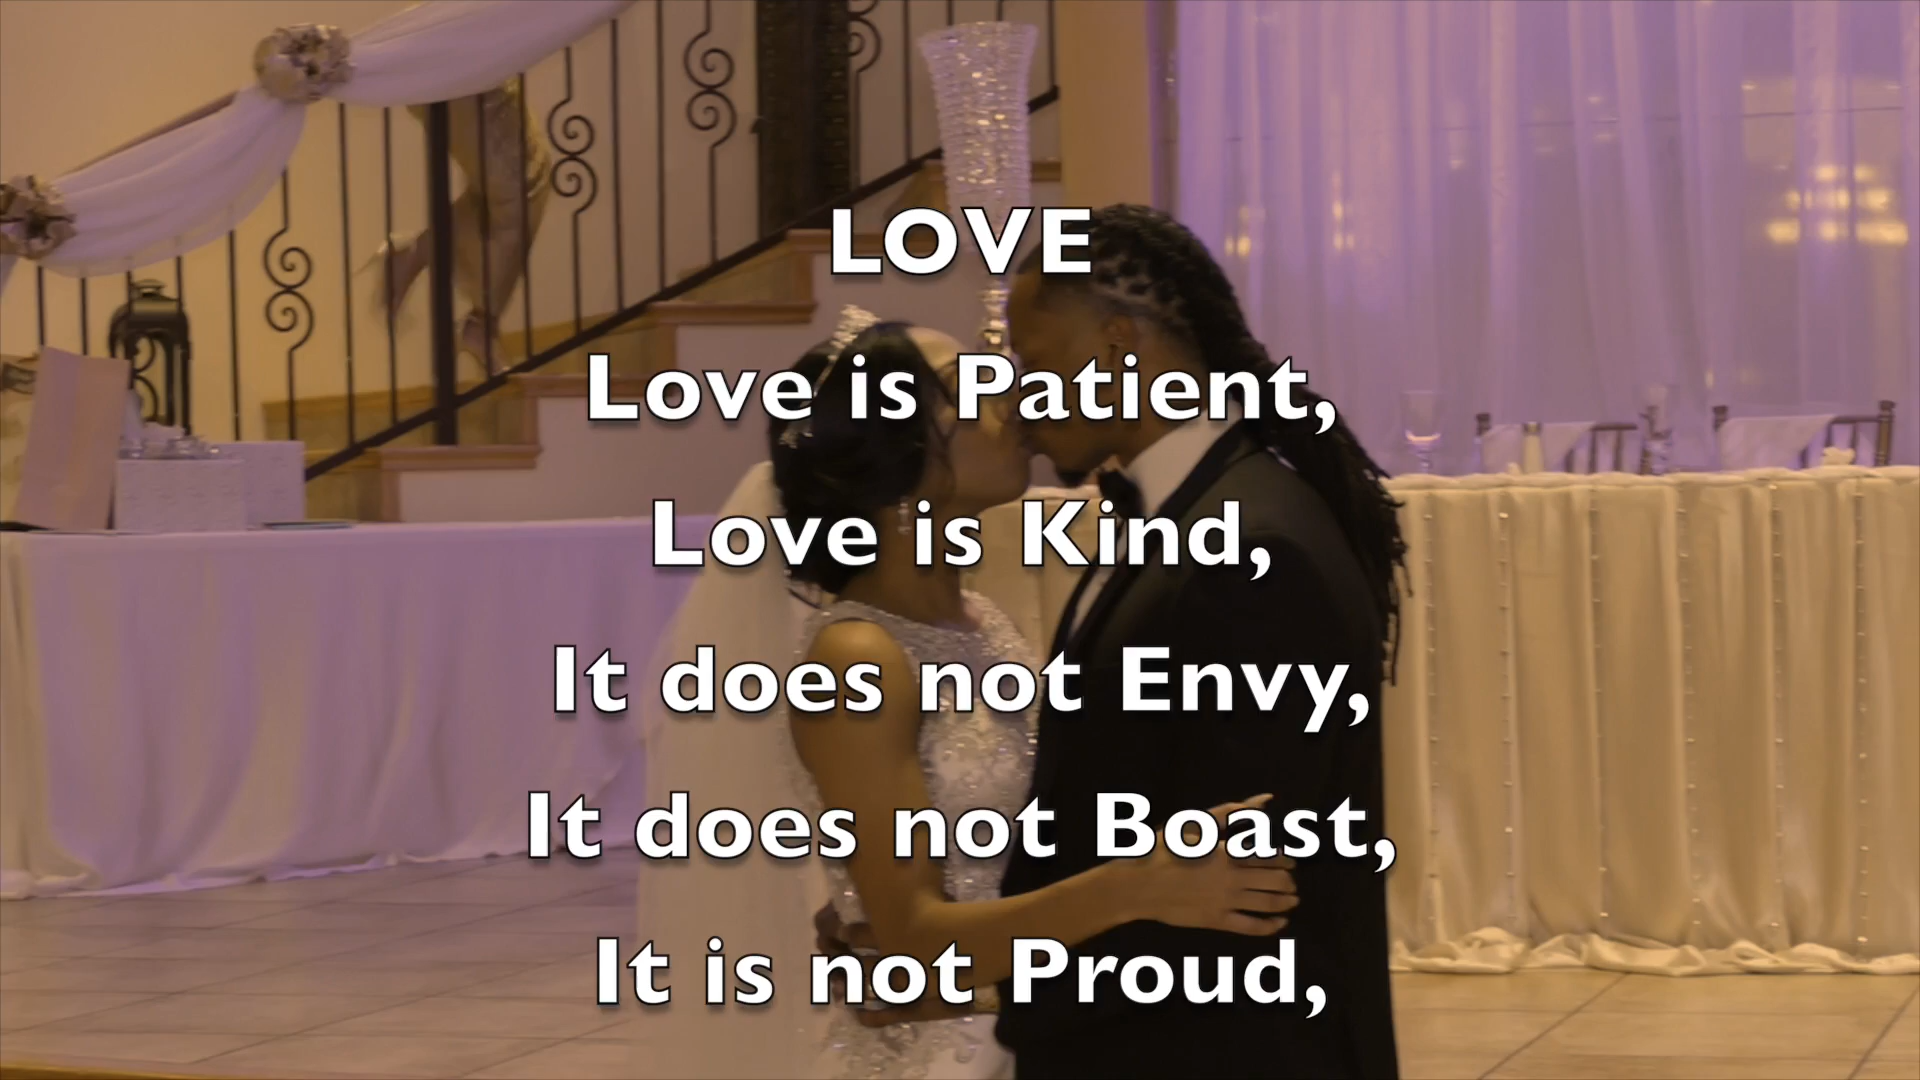 LOVE
Love is Patient,
Love is Kind,
It does not Envy,
It does not Boast,
It is not Proud,